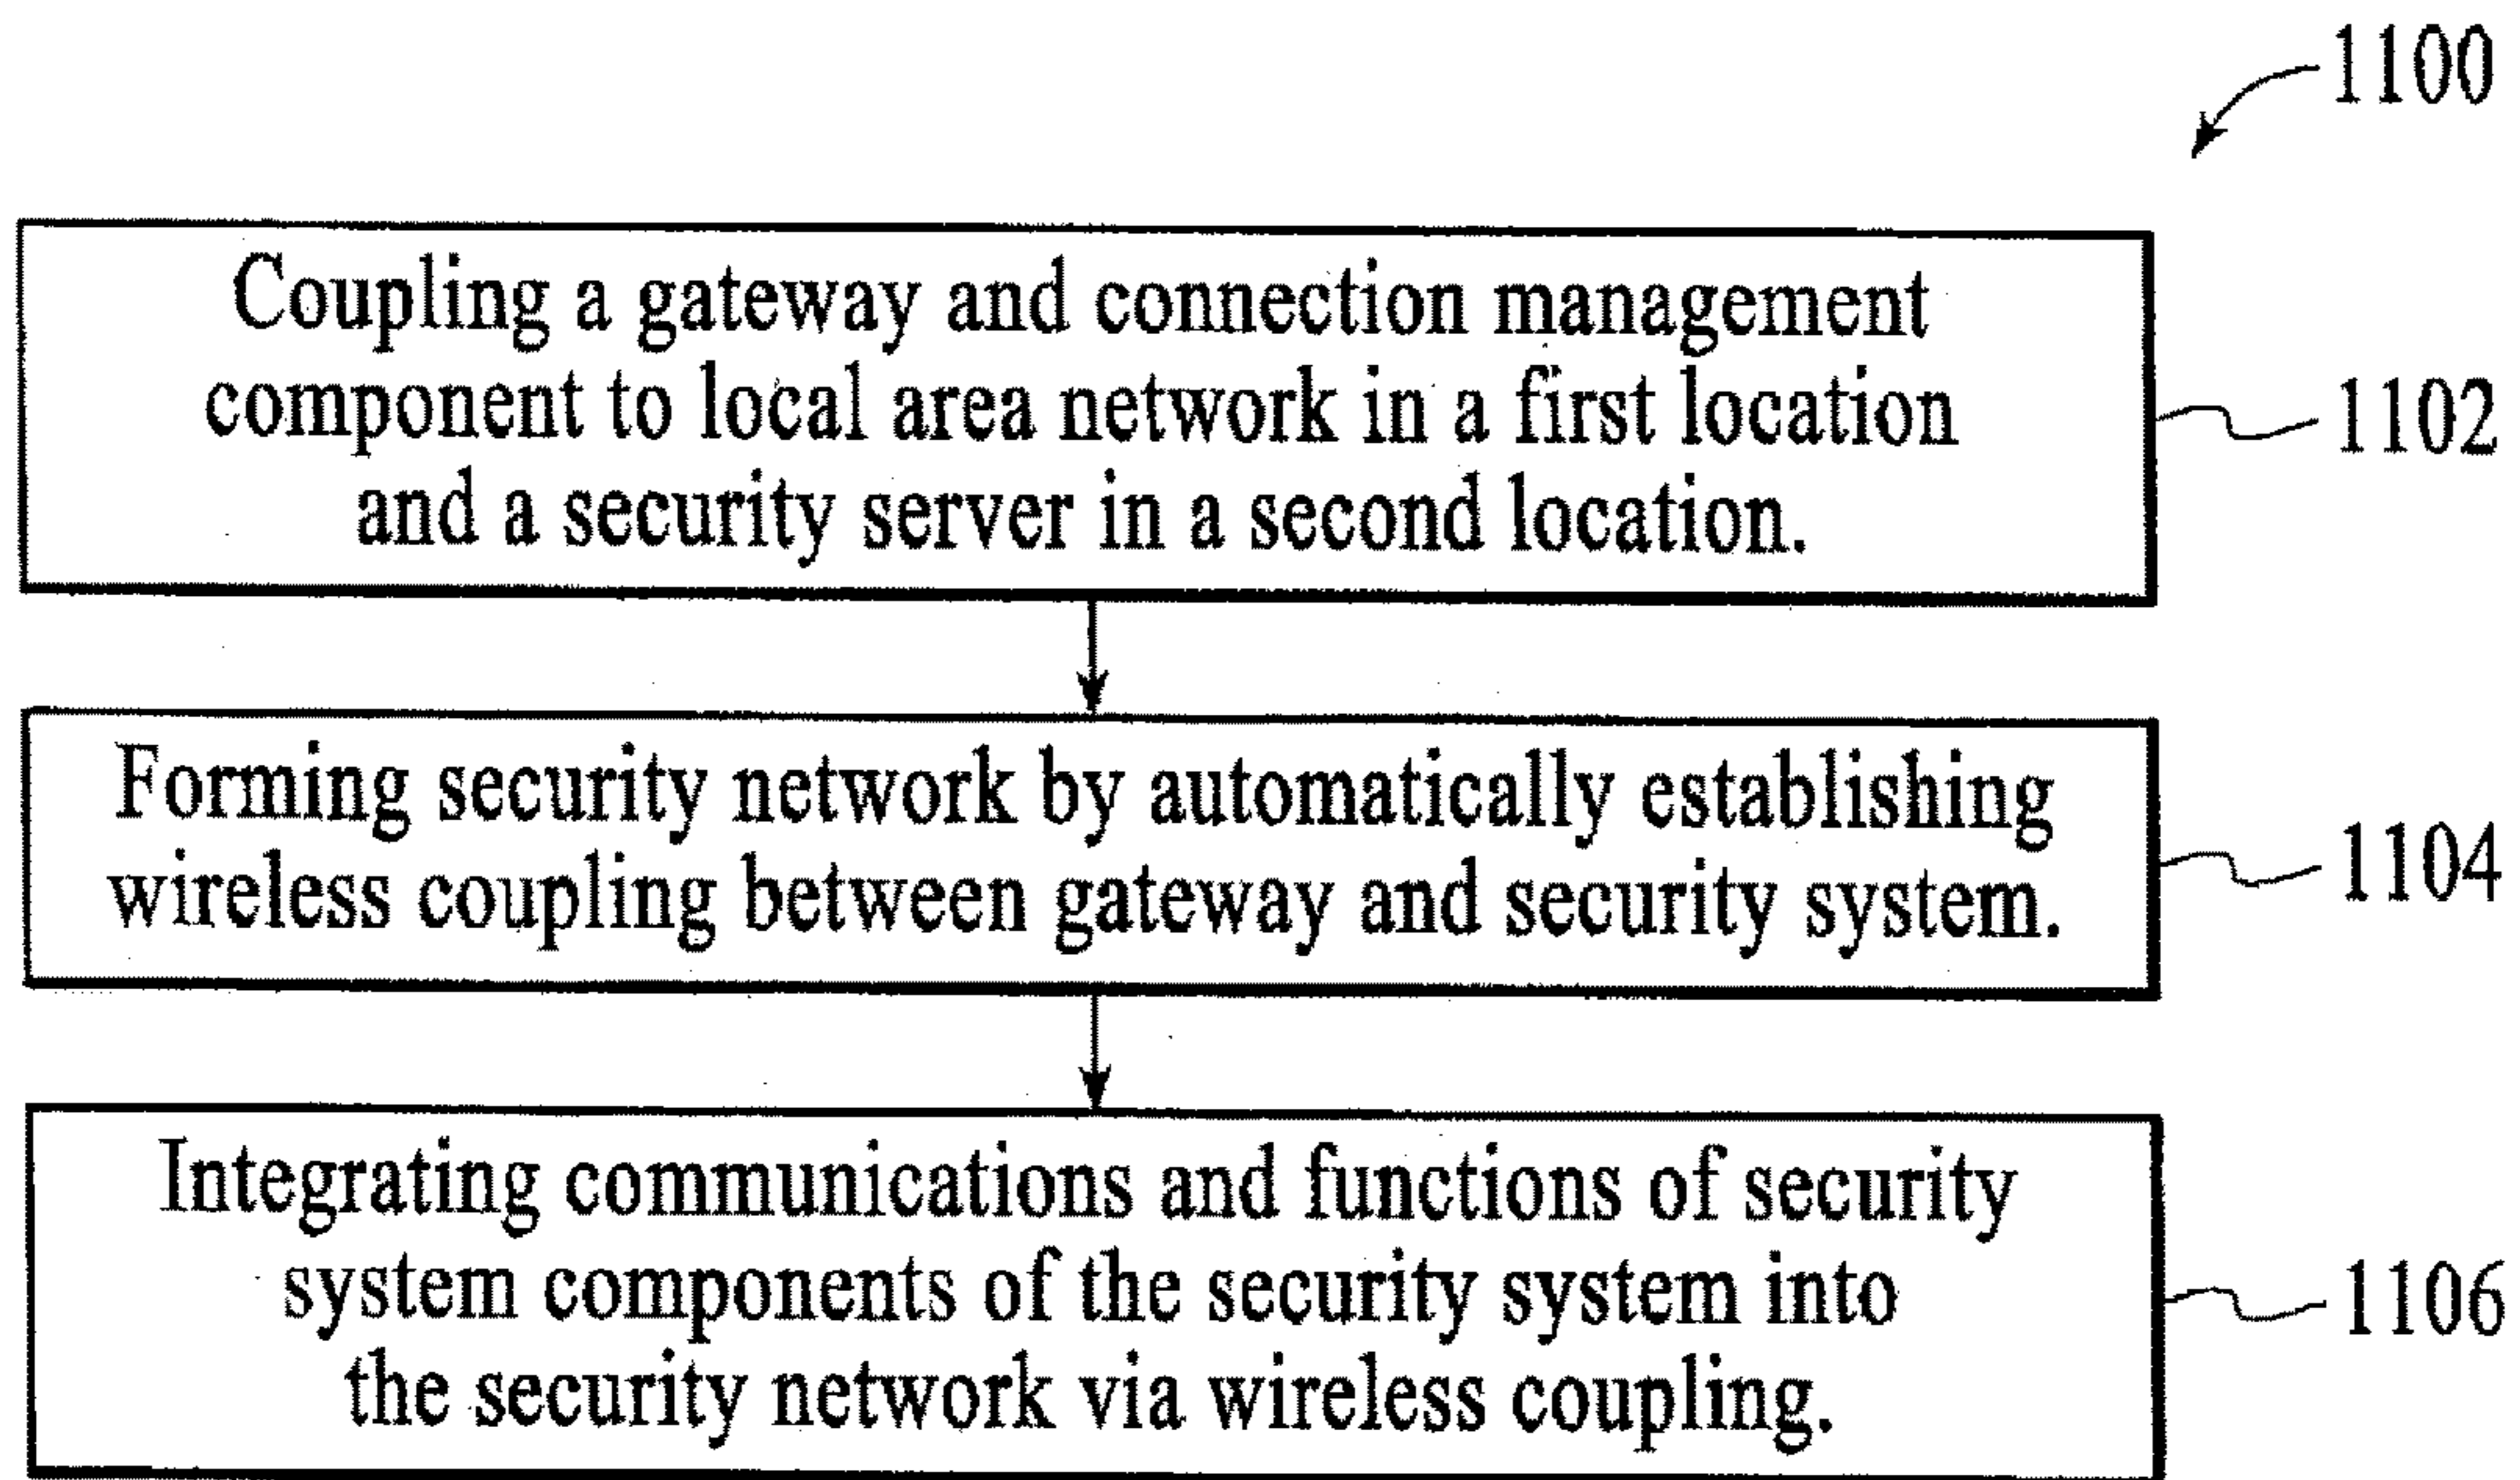 1100
Coupling a gateway and connection management
component to local area network in a first location
and a security server in a second location.
1102
Forming security network by automatically establishing
wireless coupling between gateway and security system.
1104
Integrating communications and functions of security
system components of the security system into
the security network via wireless coupling.
1106